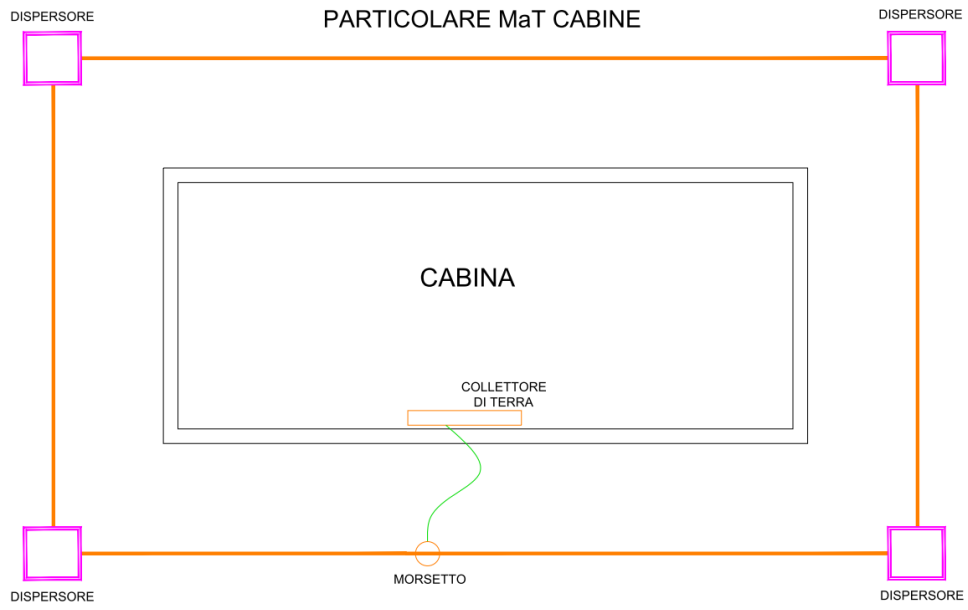 DISPERSORE
PARTICOLARE MaT CABINE
DISPERSORE
CABINA
COLLETTORE
DI TERRA
MORSETTO
DISPERSORE
DISPERSORE